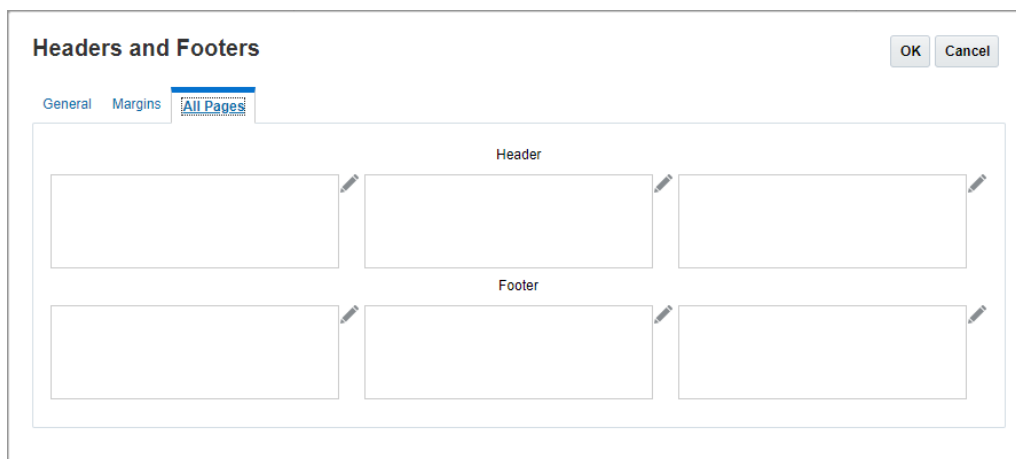 Headers and Footers
OK Cancel
General Margins All Pages
Header
Footer